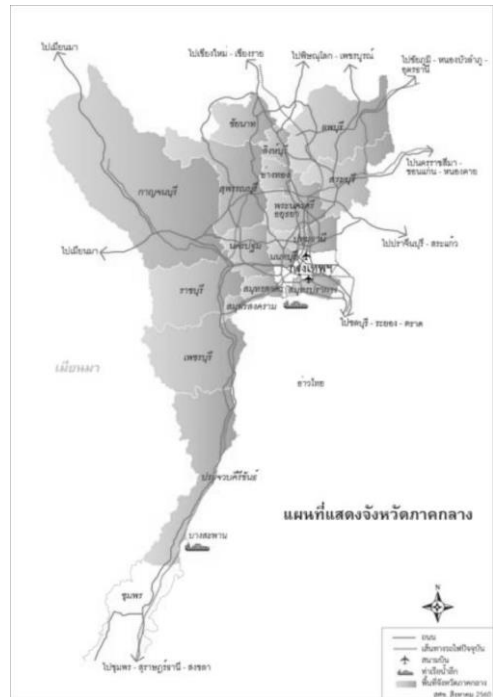 ไปเมียนมา
ไปเชียงใหม่ - เชียงราย
ไปพิษณุโลก - เพชรบูรณ์
ไปชัยภูมิ - หนองบัวลำภู -
อุดรธานี
ชัยนาท
ลพบุรี
สิงห์บุรี
ไปนครราชสีมา -
ขอนแก่น - หนองคาย
อ่างทอง
สระบุรี
กาญจนบุรี
สุพรรณบุรี
พระนครศรี
อยุธยา
ปทุมธานี
ไปปราจีนบุรี - สระแก้ว
ไปเมียนมา
นครปฐม
นนทบุรี
กรุงเทพฯ
ราชบุรี
สมุทรสาคร
สมุทรปราการ
สมุทรสงคราม
ไปชลบุรี - ระยอง - ตราด
เพชรบุรี
เมียนมา
อ่าวไทย
ประจวบคีรีขันธ์
แผนที่แสดงจังหวัดภาคกลาง
บางสะพาน
ชุมพร
ไปชุมพร - สุราษฎร์ธานี - สงขลา
N
ถนน
เส้นทางรถไฟปัจจุบัน
สนามบิน
ท่าเรือน้ำลึก
พื้นที่จังหวัดภาคกลาง